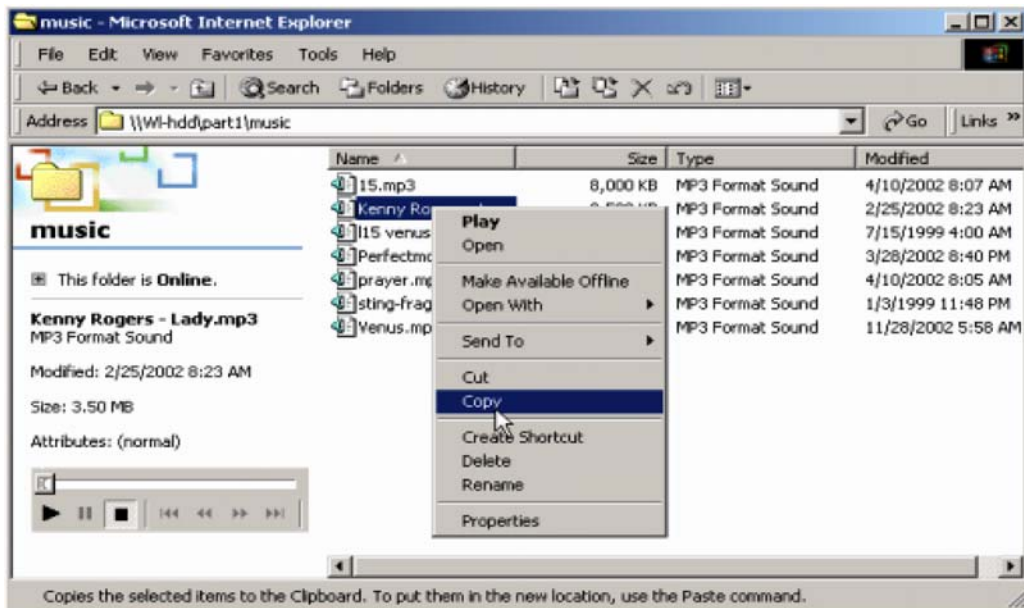 music - Microsoft Internet Explorer
File Edit View Favorites Tools Help
Back Search Folders History
Address \\Wl-hdd\part1\music Go Links »
Name Size Type Modified
15.mp3 8,000 KB MP3 Format Sound 4/10/2002 8:07 AM
Kenny MP3 Format Sound 2/25/2002 8:23 AM
l15 venus MP3 Format Sound 7/15/1999 4:00 AM
Perfectmo MP3 Format Sound 3/28/2002 8:40 PM
prayer.mp MP3 Format Sound 4/10/2002 8:05 AM
sting-frag MP3 Format Sound 1/3/1999 11:48 PM
Venus.mp MP3 Format Sound 11/28/2002 5:58 AM
music
This folder is Online.
Kenny Rogers - Lady.mp3
MP3 Format Sound
Modified: 2/25/2002 8:23 AM
Size: 3.50 MB
Attributes: (normal)
Play
Open
Make Available Offline
Open With
Send To
Cut
Copy
Create Shortcut
Delete
Rename
Properties
Copies the selected items to the Clipboard. To put them in the new location, use the Paste command.